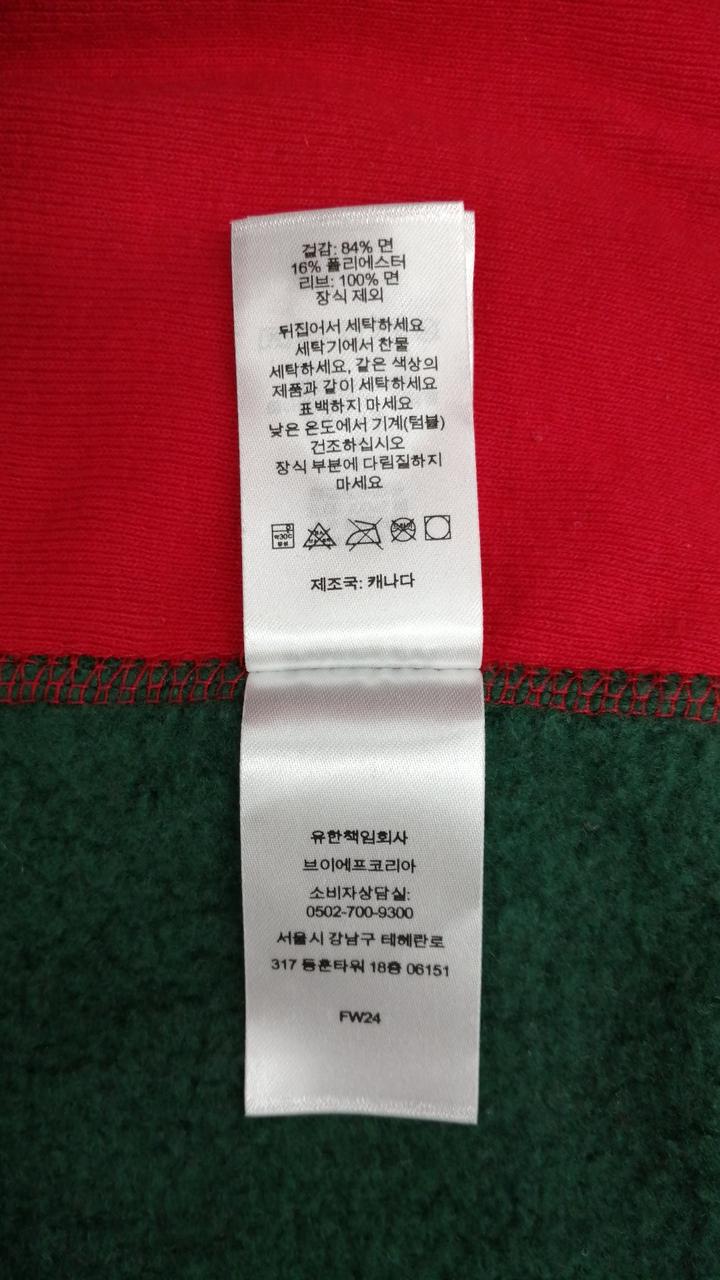 겉감: 84% 면
16% 폴리에스터
리브: 100% 면
장식 제외
뒤집어서 세탁하세요
세탁기에서 찬물
세탁하세요, 같은 색상의
제품과 같이 세탁하세요
표백하지 마세요
낮은 온도에서 기계(텀블)
건조하십시오
장식 부분에 다림질하지
마세요
제조국: 캐나다
유한책임회사
브이에프코리아
소비자상담실:
0502-700-9300
서울시 강남구 테헤란로
317 동훈타워 18층 06151
FW24